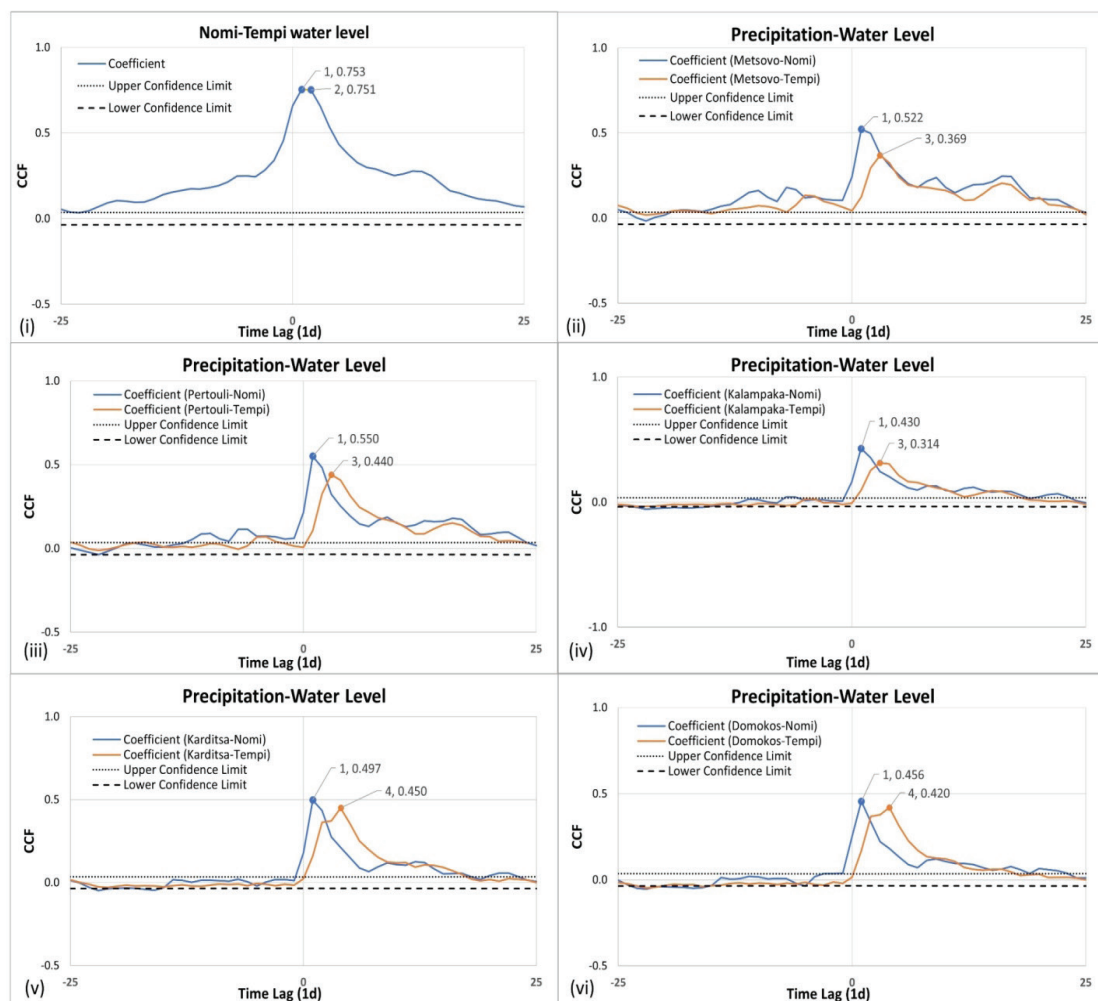 Nomi-Tempi water level
1.0
Coefficient
Upper Confidence Limit
Lower Confidence Limit
1, 0.753
2, 0.751
0.5
CCF
0.0
-0.5
-25
0
25
(i)
Time Lag (1d)
Precipitation-Water Level
1.0
Coefficient (Metsovo-Nomi)
Coefficient (Metsovo-Tempi)
Upper Confidence Limit
Lower Confidence Limit
1, 0.522
3, 0.369
0.5
CCF
0.0
-0.5
-25
0
25
(ii)
Time Lag (1d)
Precipitation-Water Level
1.0
Coefficient (Pertouli-Nomi)
Coefficient (Pertouli-Tempi)
Upper Confidence Limit
Lower Confidence Limit
1, 0.550
3, 0.440
0.5
CCF
0.0
-0.5
-25
0
25
(iii)
Time Lag (1d)
Precipitation-Water Level
1.0
Coefficient (Kalampaka-Nomi)
Coefficient (Kalampaka-Tempi)
Upper Confidence Limit
Lower Confidence Limit
1, 0.430
3, 0.314
0.5
CCF
0.0
-0.5
-1.0
-25
0
25
(iv)
Time Lag (1d)
Precipitation-Water Level
1.0
Coefficient (Karditsa-Nomi)
Coefficient (Karditsa-Tempi)
Upper Confidence Limit
Lower Confidence Limit
1, 0.497
4, 0.450
0.5
CCF
0.0
-0.5
-25
0
25
(v)
Time Lag (1d)
Precipitation-Water Level
1.0
Coefficient (Domokos-Nomi)
Coefficient (Domokos-Tempi)
Upper Confidence Limit
Lower Confidence Limit
1, 0.456
4, 0.420
0.5
CCF
0.0
-0.5
-25
0
25
(vi)
Time Lag (1d)